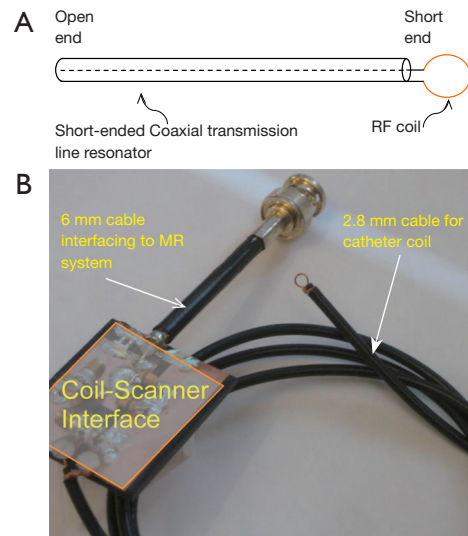 A
Open
end
Short
end
Short-ended Coaxial transmission
line resonator
RF coil
B
6 mm cable
interfacing to MR
system
2.8 mm cable for
catheter coil
Coil-Scanner
Interface